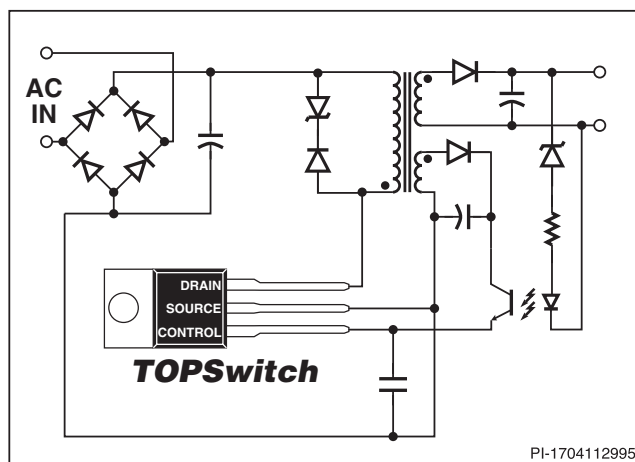 AC
IN
DRAIN
SOURCE
CONTROL
TOPSwitch
PI-1704112995